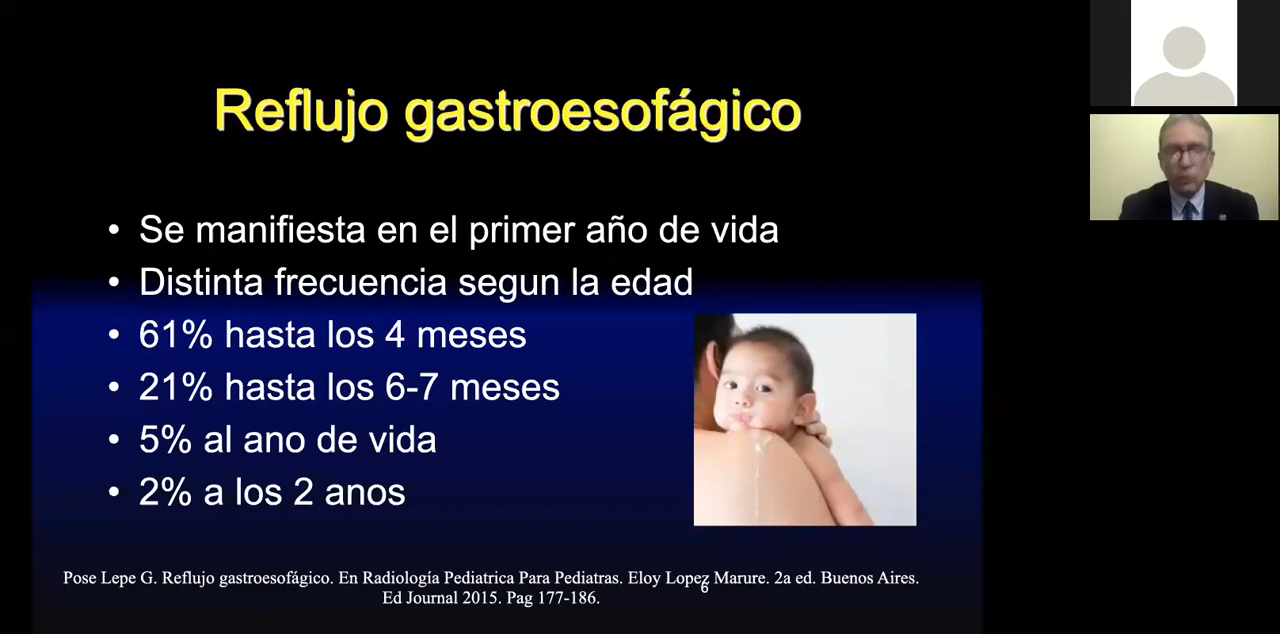 Reflujo gastroesofágico
• Se manifiesta en el primer año de vida
• Distinta frecuencia segun la edad
• 61% hasta los 4 meses
• 21% hasta los 6-7 meses
• 5% al ano de vida
• 2% a los 2 anos
Pose Lepe G. Reflujo gastroesofágico. En Radiología Pediatrica Para Pediatras. Eloy Lopez Marure. 2a ed. Buenos Aires.
Ed Journal 2015. Pag 177-186.
6